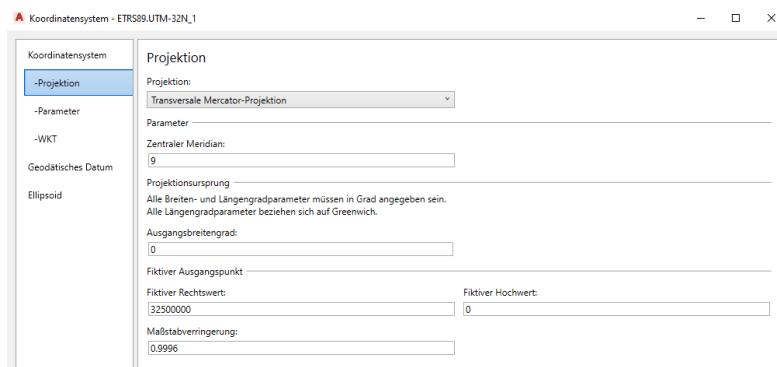 Koordinatensystem - ETRS89.UTM-32N_1
Koordinatensystem
-Projektion
-Parameter
-WKT
Geodätisches Datum
Ellipsoid
Projektion
Projektion:
Transversale Mercator-Projektion
Parameter
Zentraler Meridian:
9
Projektionsursprung
Alle Breiten- und Längengradparameter müssen in Grad angegeben sein.
Alle Längengradparameter beziehen sich auf Greenwich.
Ausgangsbreitengrad:
0
Fiktiver Ausgangspunkt
Fiktiver Rechtswert: Fiktiver Hochwert:
32500000 0
Maßstabverringerung:
0.9996